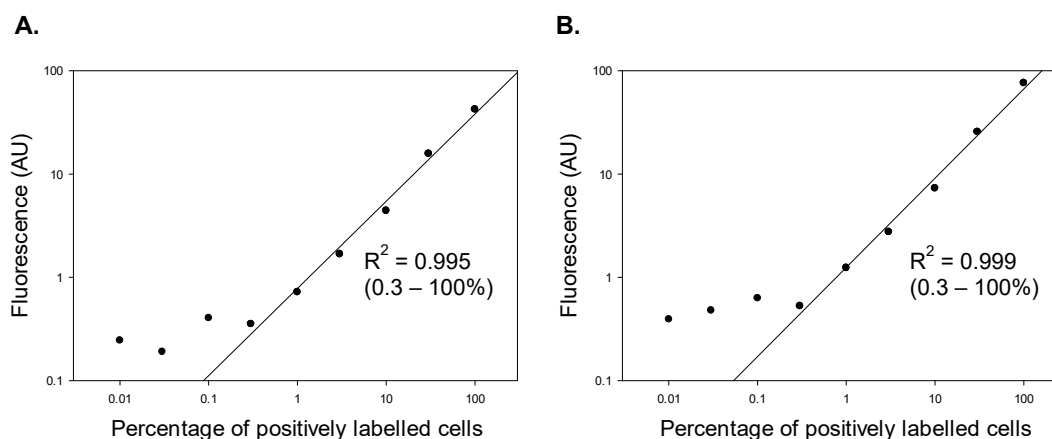 A.
B.
100
10
1
0.1
Fluorescence (AU)
R² = 0.995
(0.3 – 100%)
0.01 0.1 1 10 100
Percentage of positively labelled cells
100
10
1
0.1
Fluorescence (AU)
R² = 0.999
(0.3 – 100%)
0.01 0.1 1 10 100
Percentage of positively labelled cells